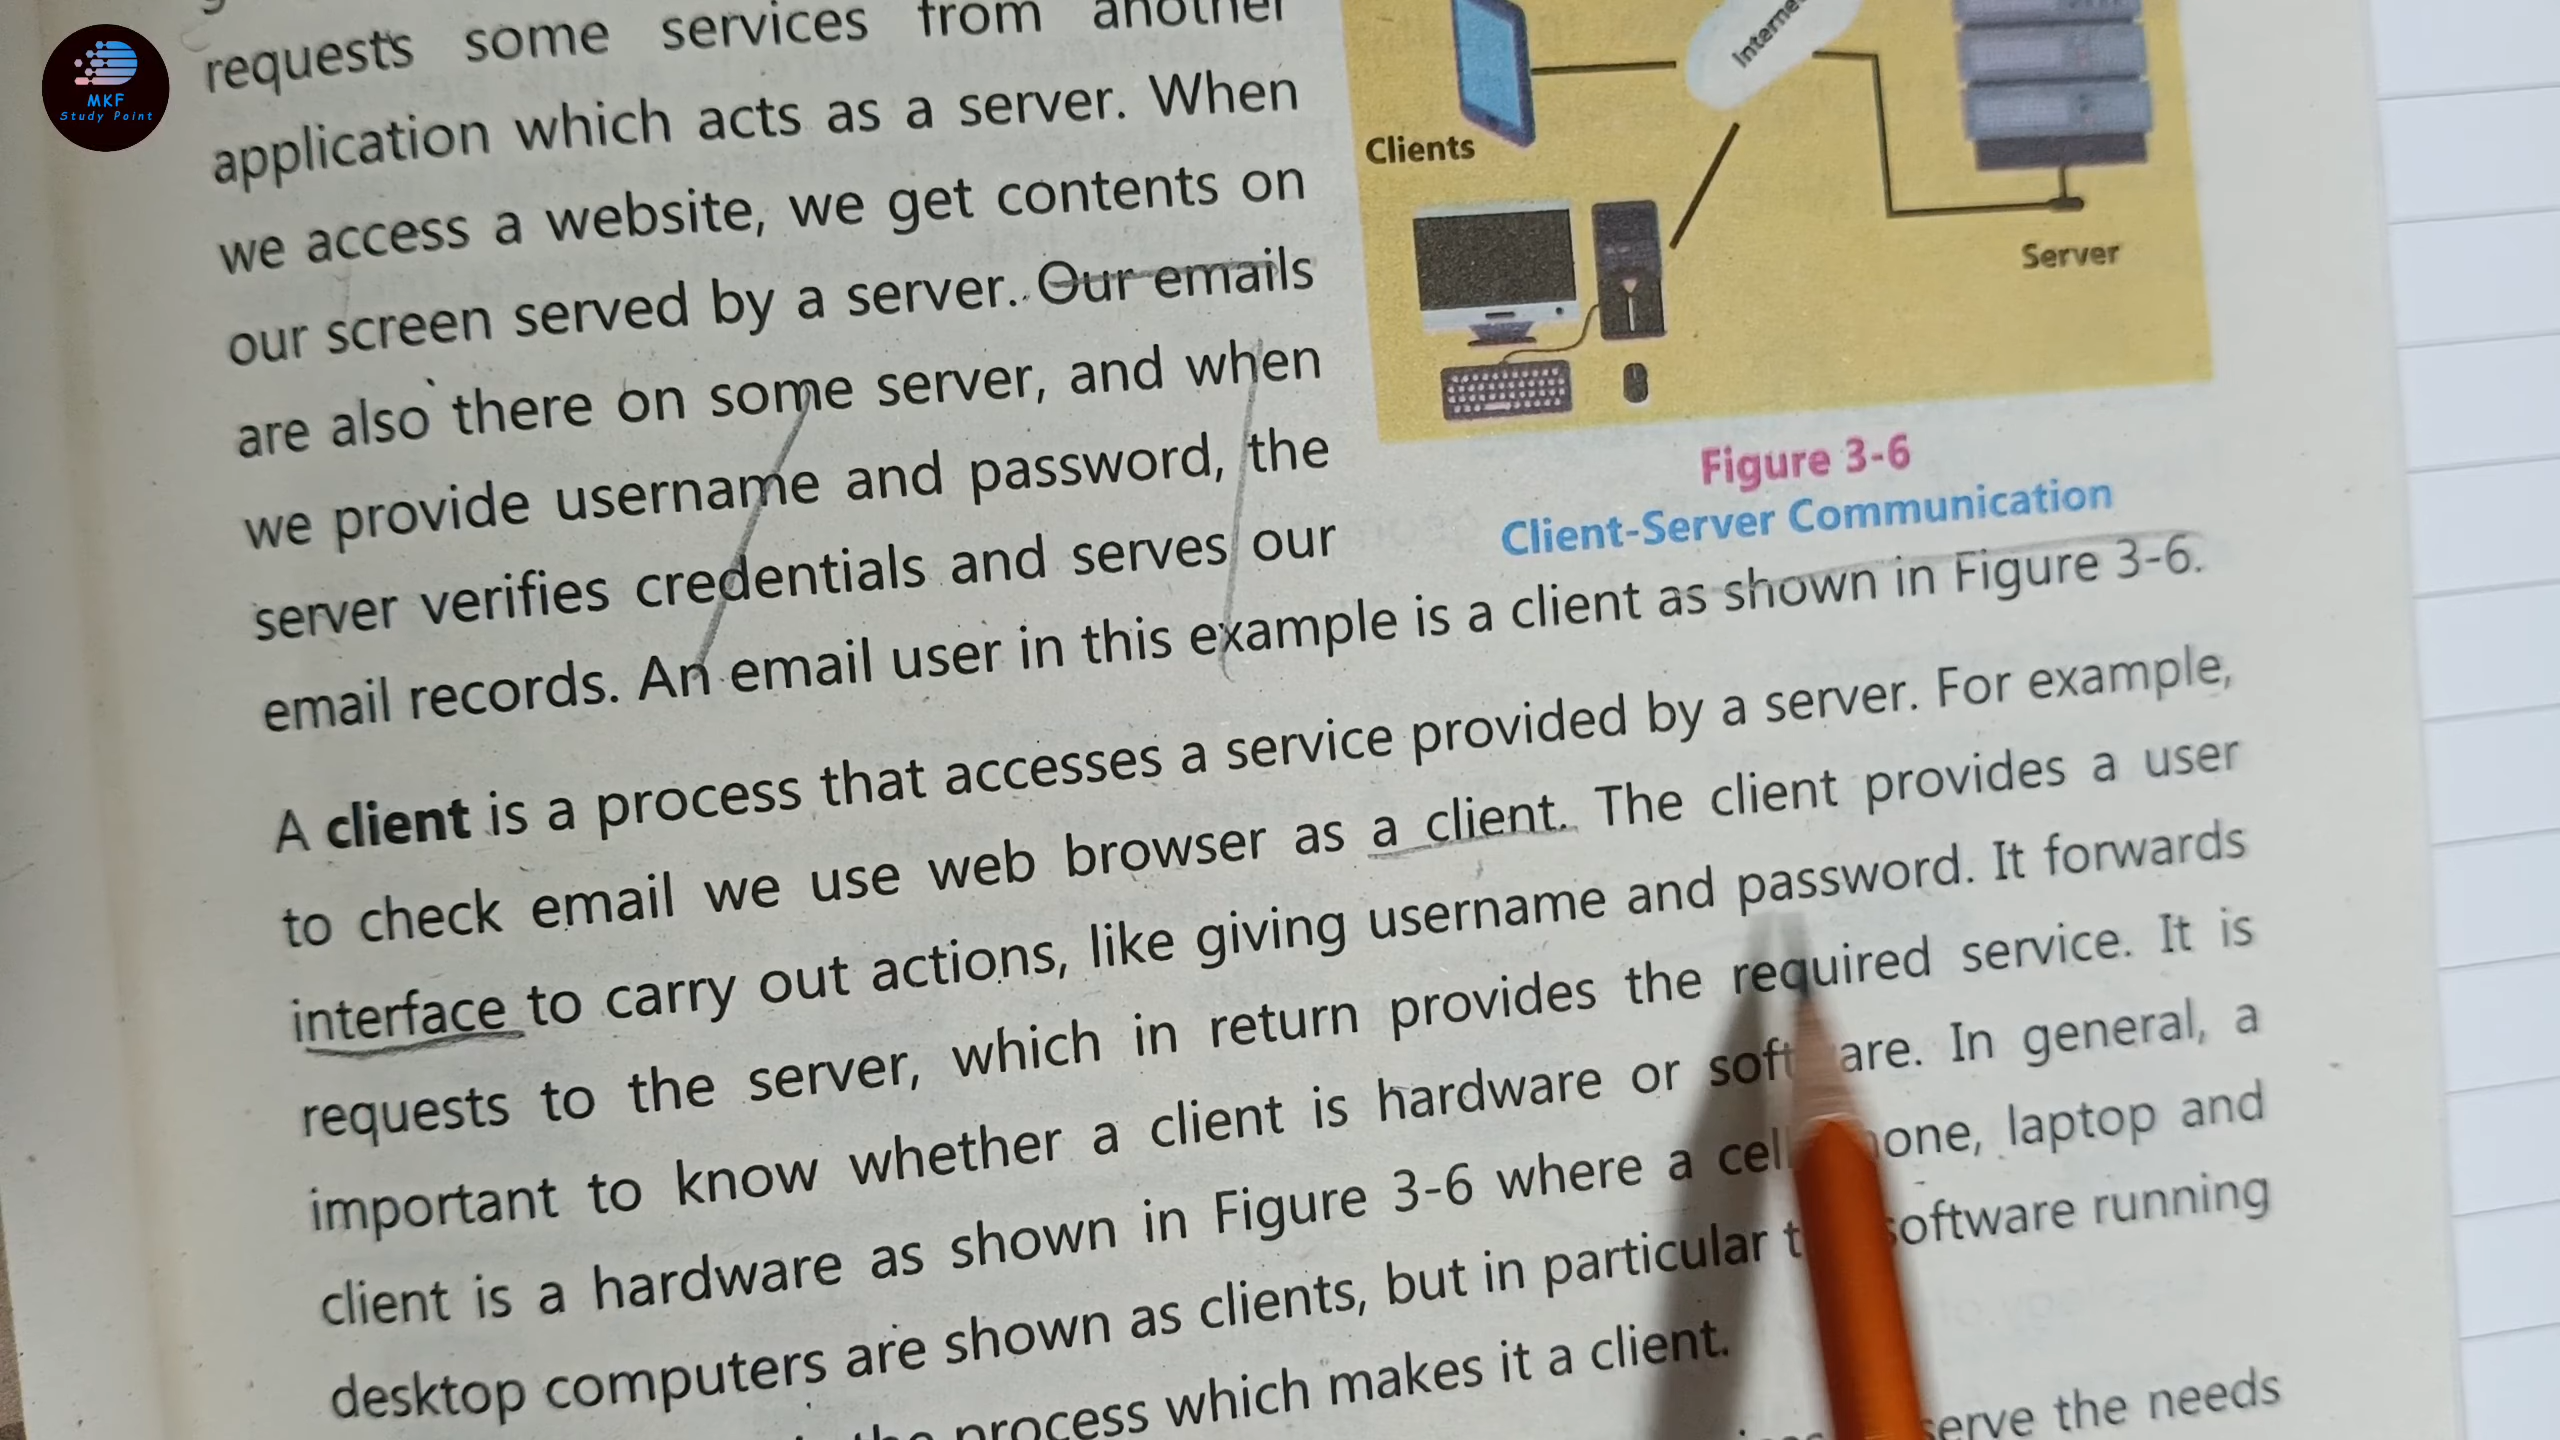 MKF
Study Point
requests some services from another
application which acts as a server. When
we access a website, we get contents on
our screen served by a server. Our emails
are also there on some server, and when
we provide username and password, the
server verifies credentials and serves our
email records. An email user in this example is a client as shown in Figure 3-6.
Clients
Server
Figure 3-6
Client-Server Communication
A client is a process that accesses a service provided by a server. For example,
to check email we use web browser as a client. The client provides a user
interface to carry out actions, like giving username and password. It forwards
requests to the server, which in return provides the required service. It is
important to know whether a client is hardware or software. In general, a
client is a hardware as shown in Figure 3-6 where a cell phone, laptop and
desktop computers are shown as clients, but in particular the software running
process which makes it a client.
the needs